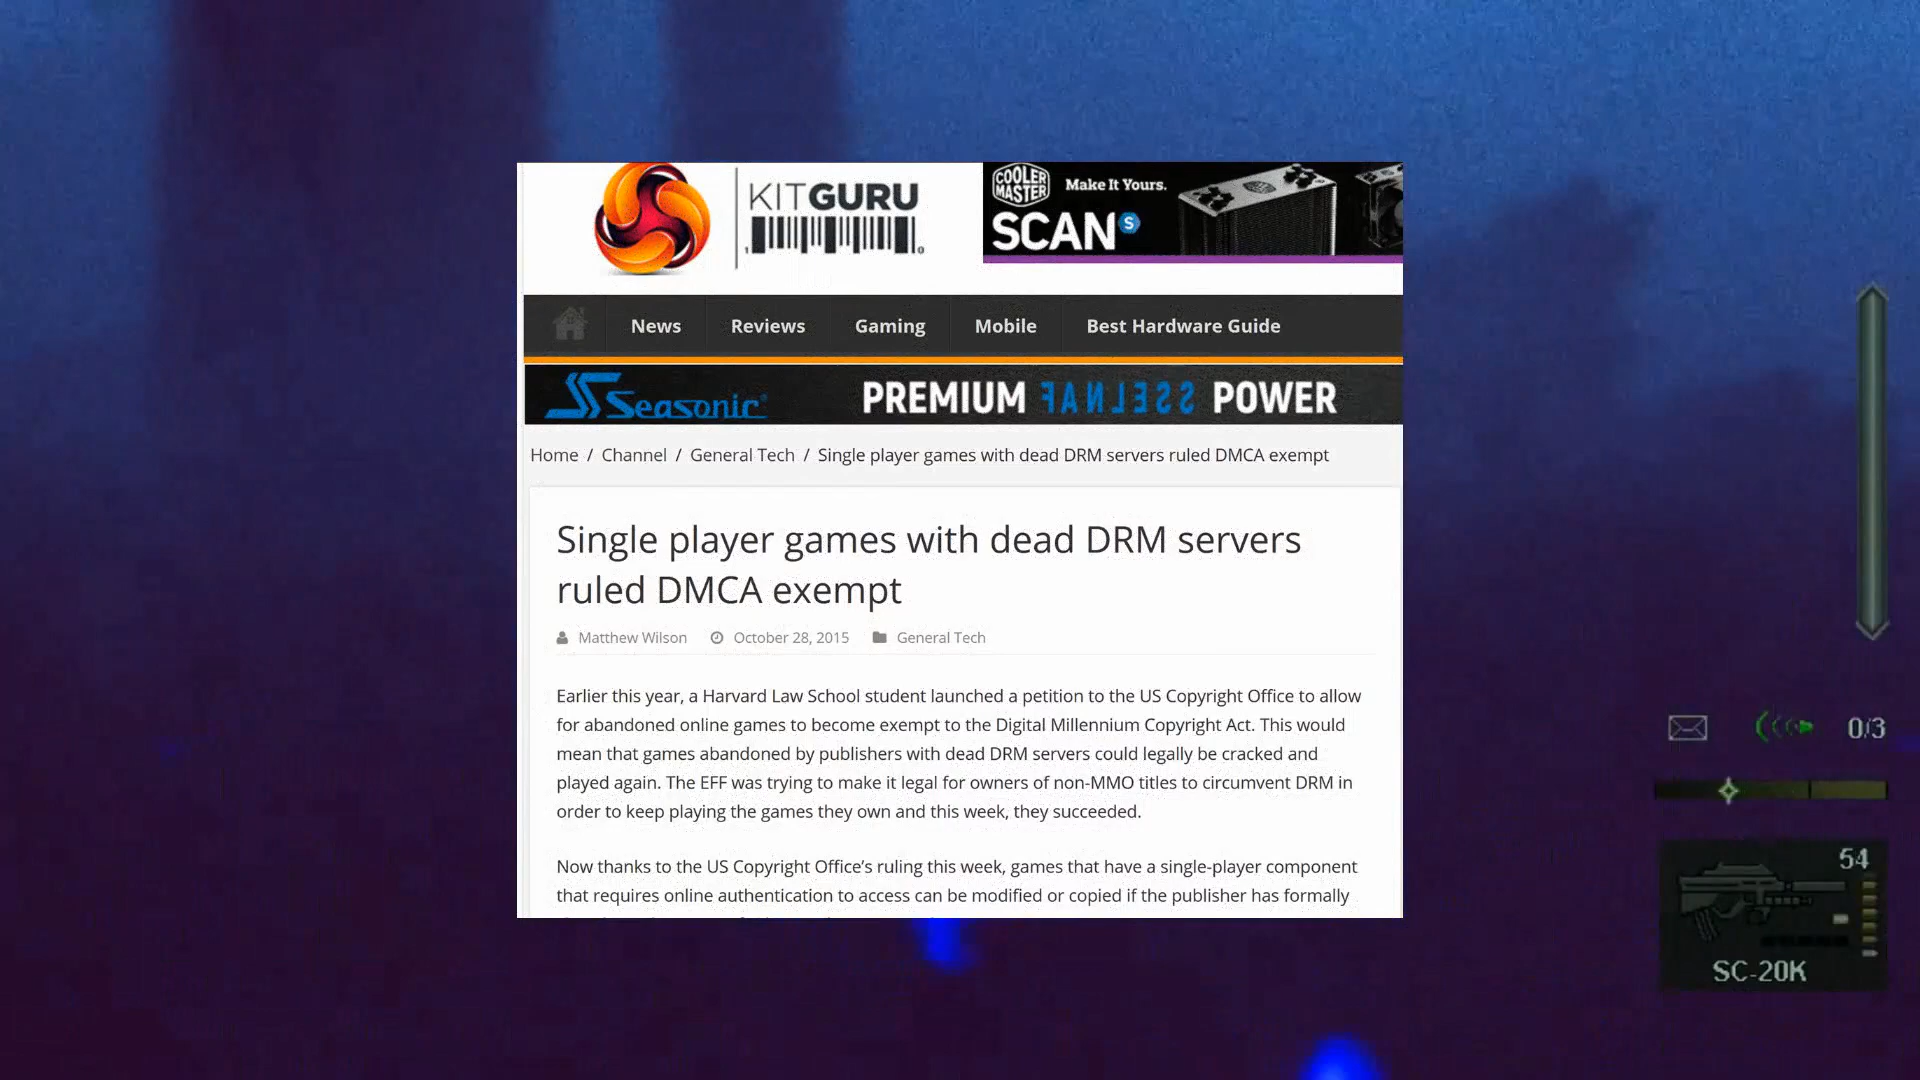 KITGURU
COOLER MASTER
Make It Yours.
SCAN S
News Reviews Gaming Mobile Best Hardware Guide
Seasonic PREMIUM FANLESS POWER
Home / Channel / General Tech / Single player games with dead DRM servers ruled DMCA exempt
Single player games with dead DRM servers
ruled DMCA exempt
Matthew Wilson October 28, 2015 General Tech
Earlier this year, a Harvard Law School student launched a petition to the US Copyright Office to allow
for abandoned online games to become exempt to the Digital Millennium Copyright Act. This would
mean that games abandoned by publishers with dead DRM servers could legally be cracked and
played again. The EFF was trying to make it legal for owners of non-MMO titles to circumvent DRM in
order to keep playing the games they own and this week, they succeeded.
Now thanks to the US Copyright Office's ruling this week, games that have a single-player component
that requires online authentication to access can be modified or copied if the publisher has formally
0/3
54
SC-20K